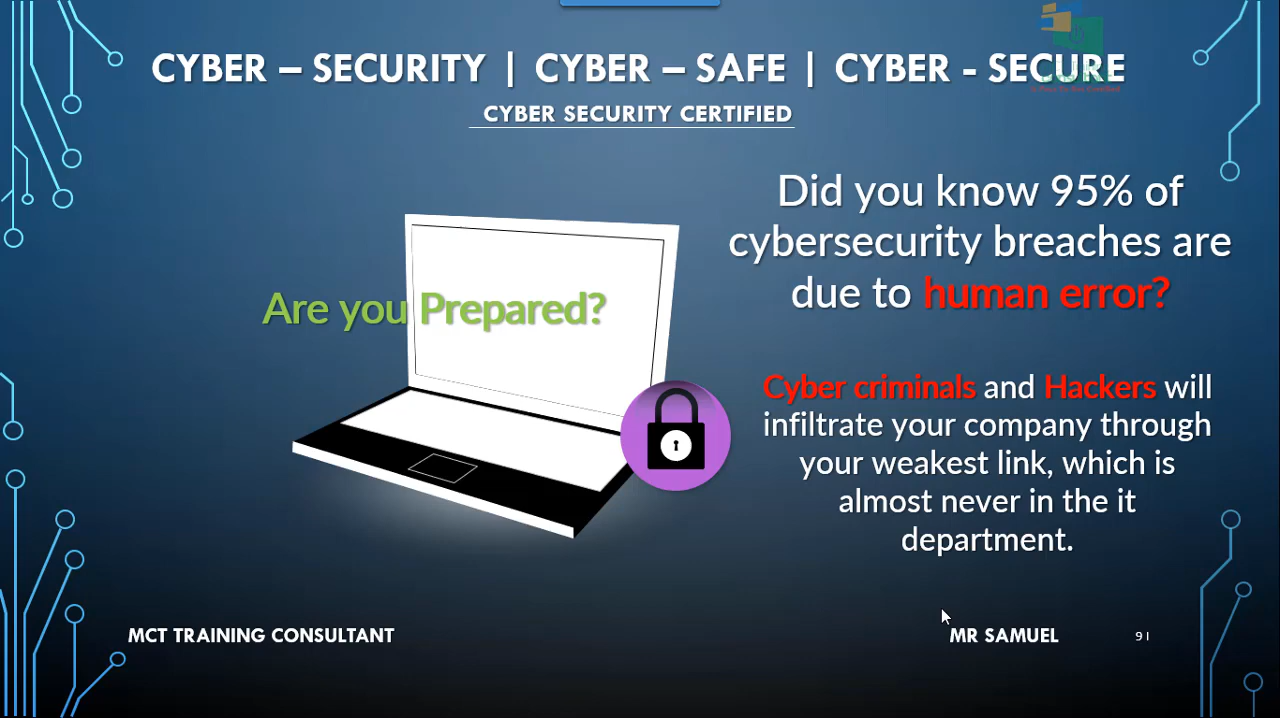 CYBER – SECURITY | CYBER – SAFE | CYBER - SECURE
CYBER SECURITY CERTIFIED
Did you know 95% of
cybersecurity breaches are
due to human error?
Are you Prepared?
Cyber criminals and Hackers will
infiltrate your company through
your weakest link, which is
almost never in the it
department.
MCT TRAINING CONSULTANT
MR SAMUEL
91